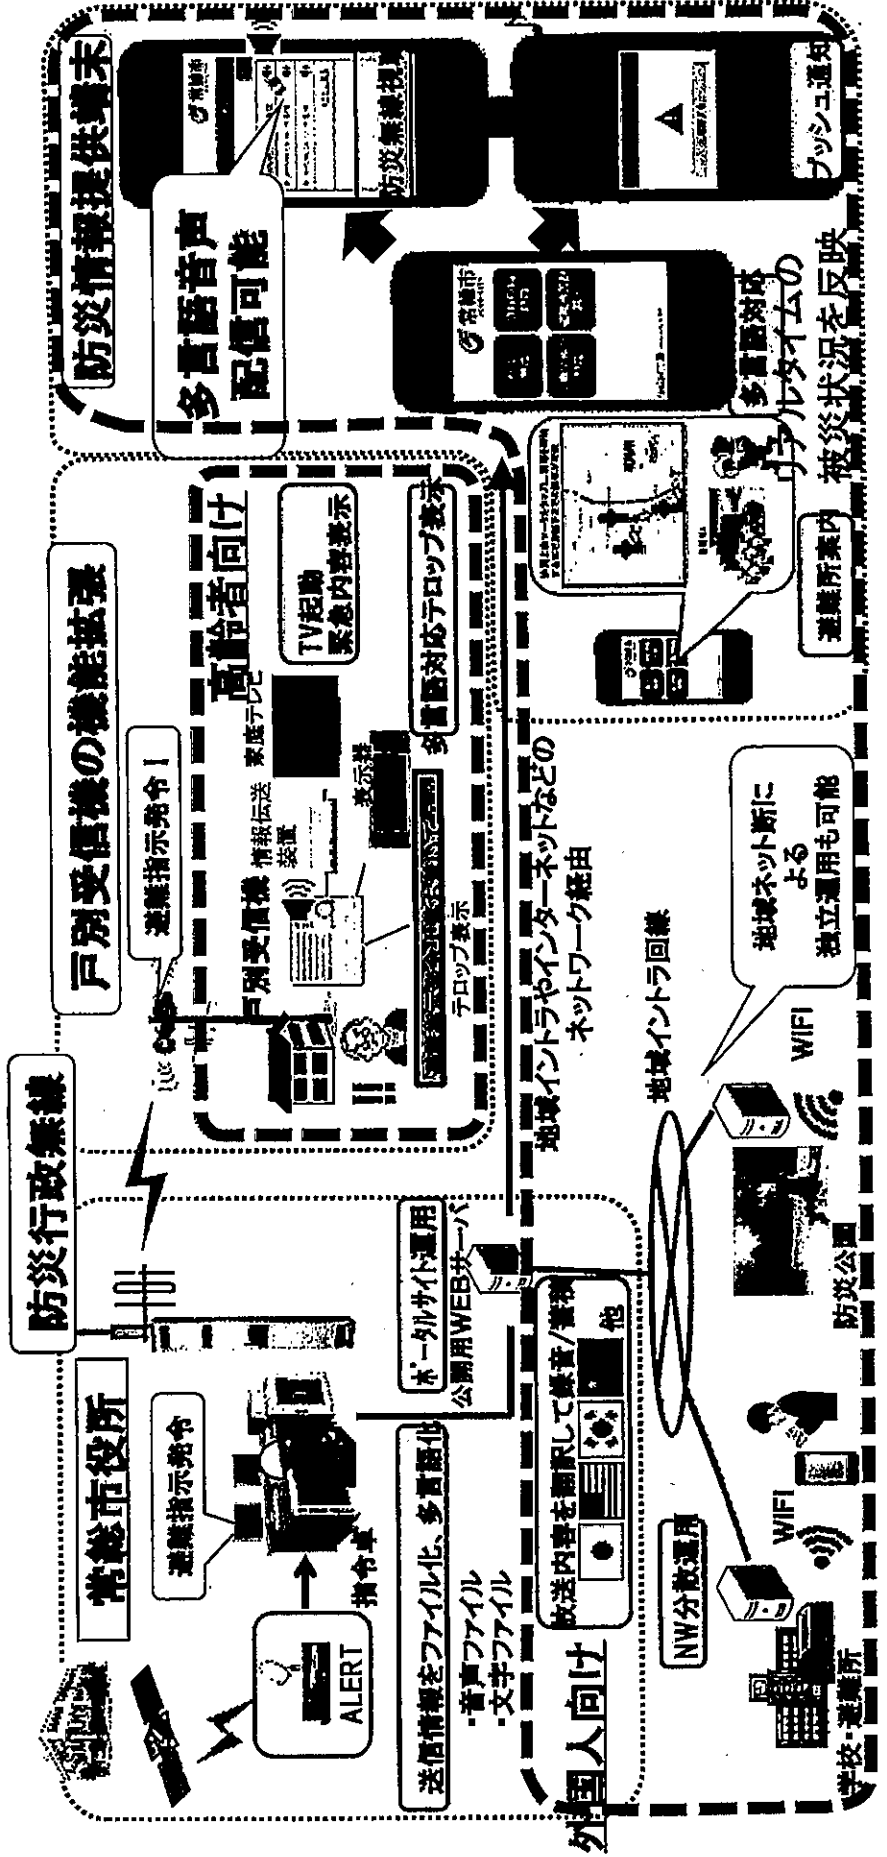 防災行政無線
常総市役所
避難指示発令
ALERT
指令車
送信情報をファイル化、多言語化
・音声ファイル
・文字ファイル
ポータルサイト運用
公開用WEBサーバ
戸別受信機の機能拡張
避難指示発令！
高齢者向け
戸別受信機
情報伝送
装置
家庭テレビ
TV起動
緊急内容表示
表示器
テロップ表示
多言語対応テロップ表示
防災情報提供端末
多言語音声
配信可能
常総市
常総市
プッシュ通知
多言語対応
リアルタイムの
被災状況を反映
避難所案内
地域イントラやインターネットなどの
ネットワーク経由
外国人向け
放送内容を翻訳して録音/蓄積
他
地域イントラ回線
NW分散運用
WIFI
学校・避難所
防災公園
WIFI
地域ネット断に
よる
独立運用も可能